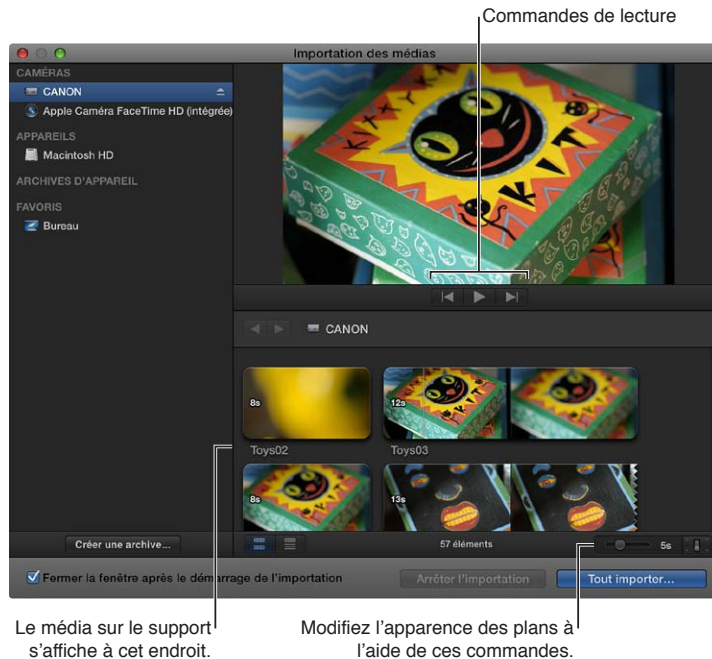 Commandes de lecture
Importation des médias
CAMÉRAS
CANON
Apple Caméra FaceTime HD (intégrée)
APPAREILS
Macintosh HD
ARCHIVES D'APPAREIL
FAVORIS
Bureau
KITTY
KIT
CANON
8s
12s
Toys02
Toys03
8s
13s
Créer une archive...
57 éléments
5s
Fermer la fenêtre après le démarrage de l'importation
Arrêter l'importation
Tout importer...
Le média sur le support
s'affiche à cet endroit.
Modifiez l'apparence des plans à
l'aide de ces commandes.